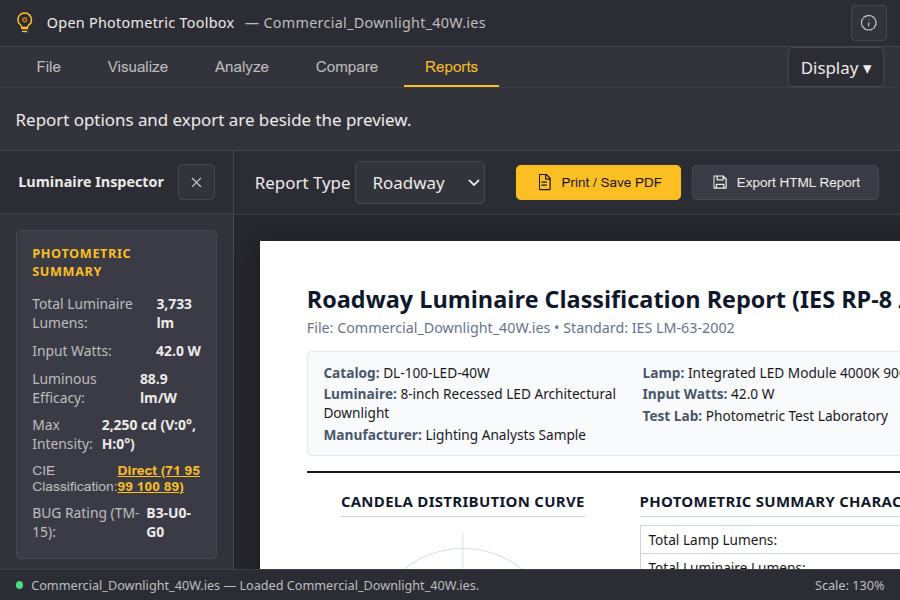 Open Photometric Toolbox — Commercial_Downlight_40W.ies
File Visualize Analyze Compare Reports Display ▾
Report options and export are beside the preview.
Luminaire Inspector
Report Type Roadway Print / Save PDF Export HTML Report
PHOTOMETRIC
SUMMARY
Total Luminaire 3,733
Lumens: lm
Input Watts: 42.0 W
Luminous 88.9
Efficacy: lm/W
Max 2,250 cd (V:0°,
Intensity: H:0°)
CIE Direct (71 95
Classification: 99 100 89)
BUG Rating (TM- B3-U0-
15): G0
Roadway Luminaire Classification Report (IES RP-8
File: Commercial_Downlight_40W.ies • Standard: IES LM-63-2002
Catalog: DL-100-LED-40W
Luminaire: 8-inch Recessed LED Architectural
Downlight
Manufacturer: Lighting Analysts Sample
Lamp: Integrated LED Module 4000K 90
Input Watts: 42.0 W
Test Lab: Photometric Test Laboratory
CANDELA DISTRIBUTION CURVE
PHOTOMETRIC SUMMARY CHARAC
Total Lamp Lumens:
Total Luminaire Lumens:
Commercial_Downlight_40W.ies — Loaded Commercial_Downlight_40W.ies.
Scale: 130%